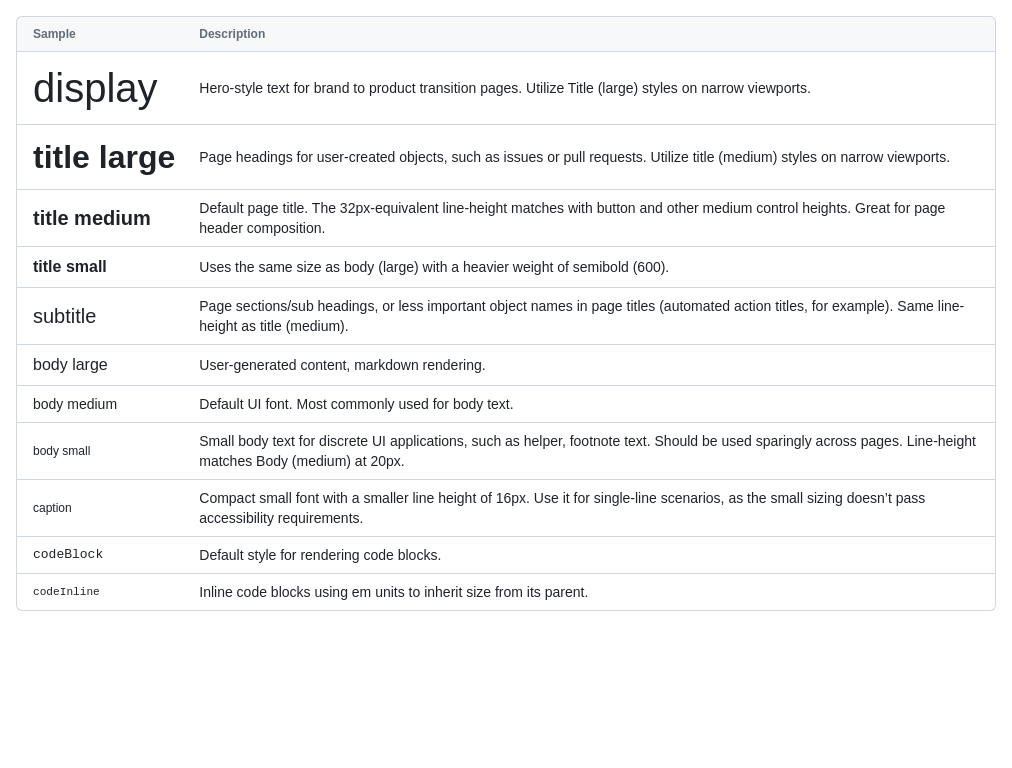 Sample Description
display Hero-style text for brand to product transition pages. Utilize Title (large) styles on narrow viewports.
title large Page headings for user-created objects, such as issues or pull requests. Utilize title (medium) styles on narrow viewports.
title medium Default page title. The 32px-equivalent line-height matches with button and other medium control heights. Great for page
header composition.
title small Uses the same size as body (large) with a heavier weight of semibold (600).
subtitle Page sections/sub headings, or less important object names in page titles (automated action titles, for example). Same line-
height as title (medium).
body large User-generated content, markdown rendering.
body medium Default UI font. Most commonly used for body text.
body small Small body text for discrete UI applications, such as helper, footnote text. Should be used sparingly across pages. Line-height
matches Body (medium) at 20px.
caption Compact small font with a smaller line height of 16px. Use it for single-line scenarios, as the small sizing doesn’t pass
accessibility requirements.
codeBlock Default style for rendering code blocks.
codeInline Inline code blocks using em units to inherit size from its parent.